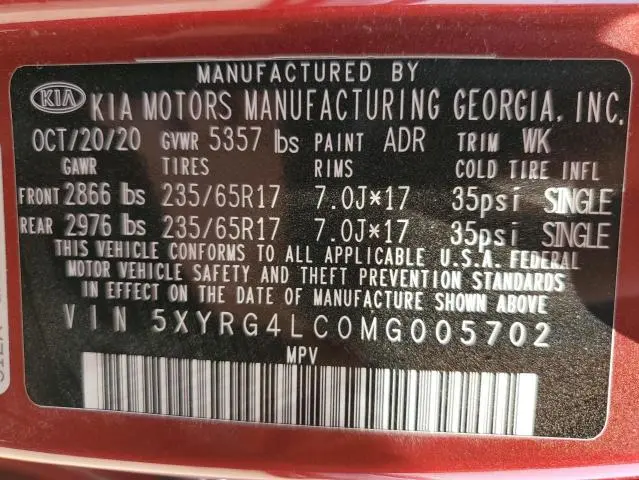 MANUFACTURED BY
KIA KIA MOTORS MANUFACTURING GEORGIA, INC.
OCT/20/20 GVWR 5357 lbs PAINT ADR TRIM WK
GAWR TIRES RIMS COLD TIRE INFL
FRONT 2866 lbs 235/65R17 7.0J*17 35psi SINGLE
REAR 2976 lbs 235/65R17 7.0J*17 35psi SINGLE
THIS VEHICLE CONFORMS TO ALL APPLICABLE U.S.A. FEDERAL
MOTOR VEHICLE SAFETY AND THEFT PREVENTION STANDARDS
IN EFFECT ON THE DATE OF MANUFACTURE SHOWN ABOVE.
VIN 5XYRG4LC0MG005702
MPV